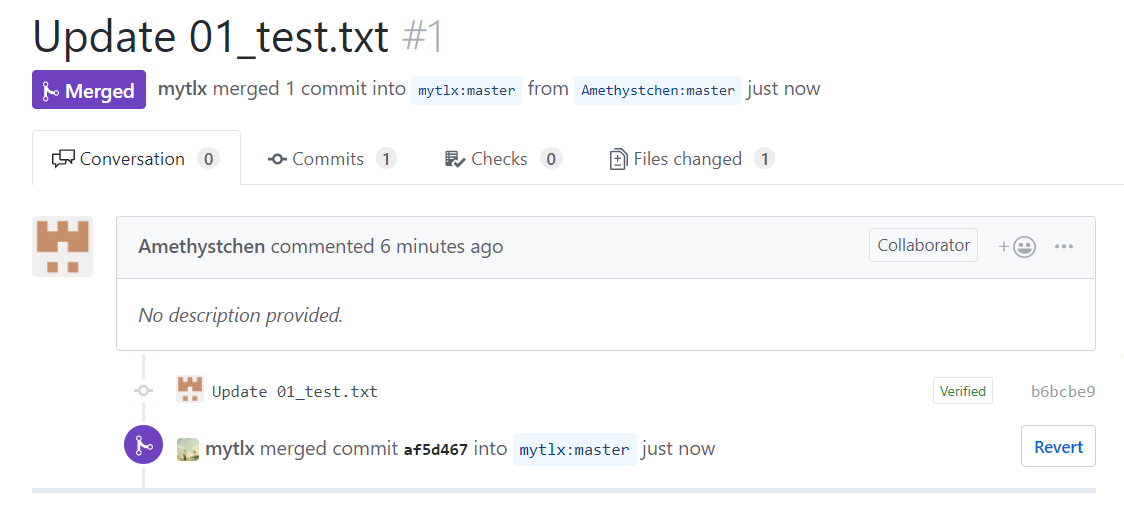 Update 01_test.txt #1
Merged mytlx merged 1 commit into mytlx:master from Amethystchen:master just now
Conversation 0 Commits 1 Checks 0 Files changed 1
Amethystchen commented 6 minutes ago Collaborator + ...
No description provided.
Update 01_test.txt Verified b6bcbe9
mytlx merged commit af5d467 into mytlx:master just now Revert